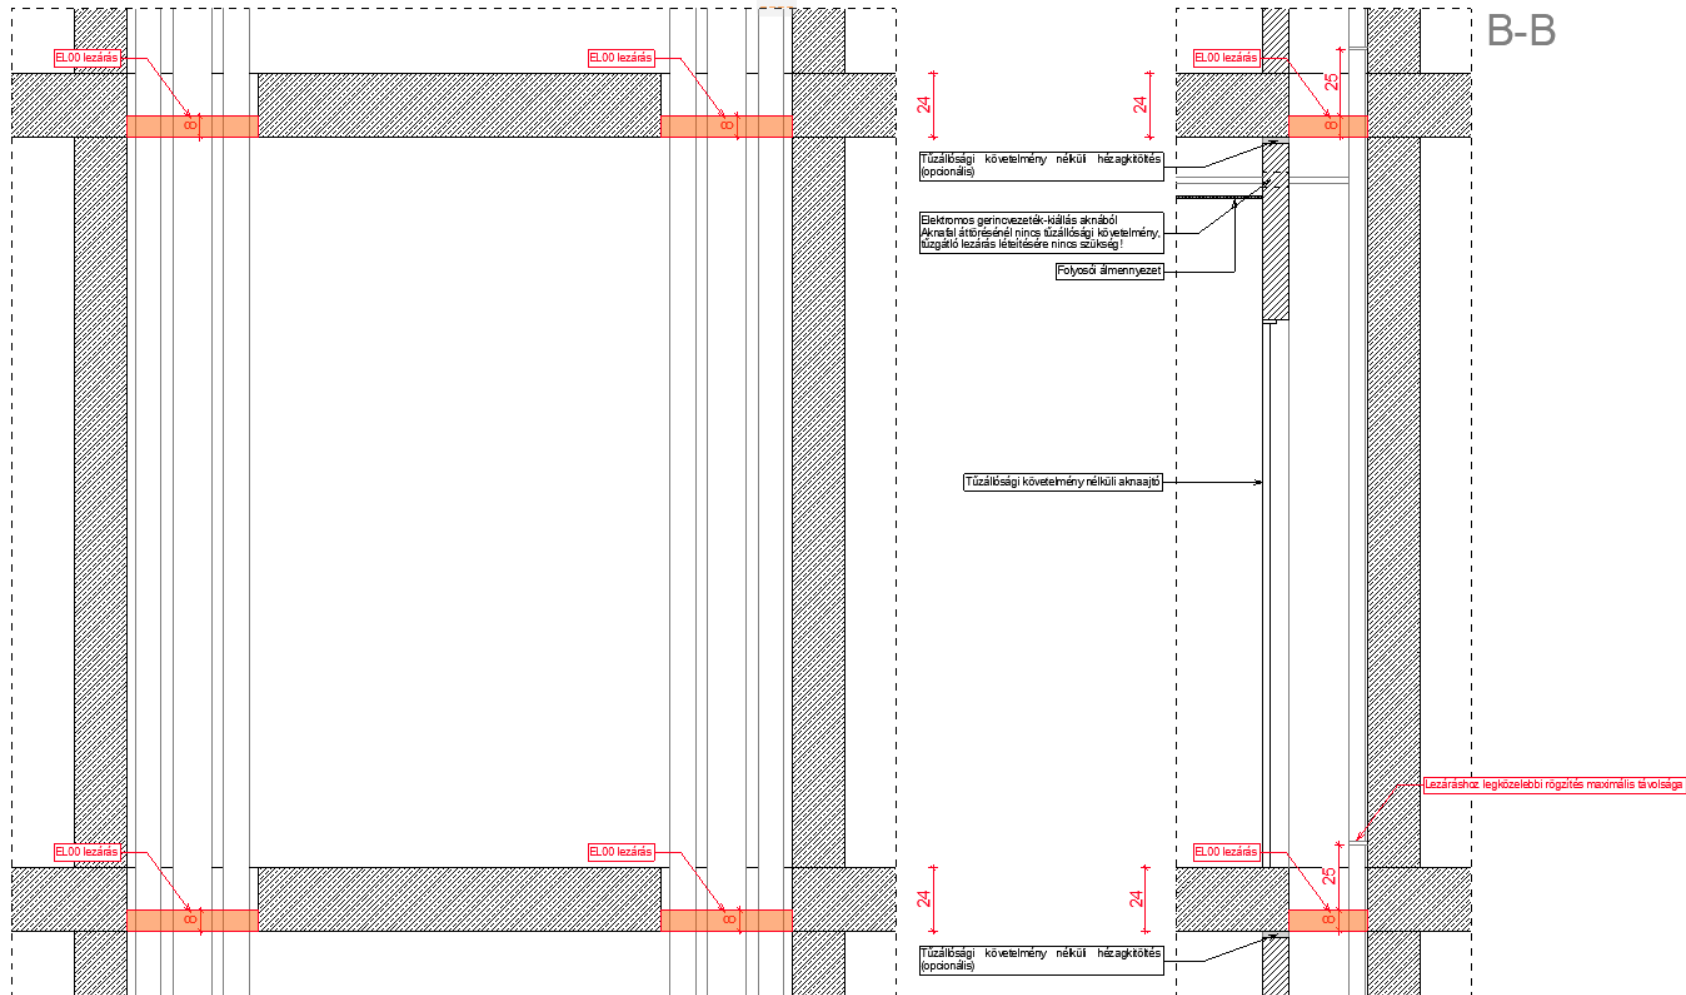 B-B
EL00 lezárás
EL00 lezárás
EL00 lezárás
25
24
24
8
8
8
Tűzállósági követelmény nélküli hézagkitöltés
(opcionális)
Elektromos gerincvezeték-kiállás aknából
Aknafal áttörésénél nincs tűzállósági követelmény,
tűzgátló lezárás léteítésére nincs szükség!
Folyosói álmennyezet
Tűzállósági követelmény nélküli aknaajtó
Lezáráshoz legközelebbi rögzítés maximális távolsága
EL00 lezárás
EL00 lezárás
EL00 lezárás
25
24
24
8
8
8
Tűzállósági követelmény nélküli hézagkitöltés
(opcionális)